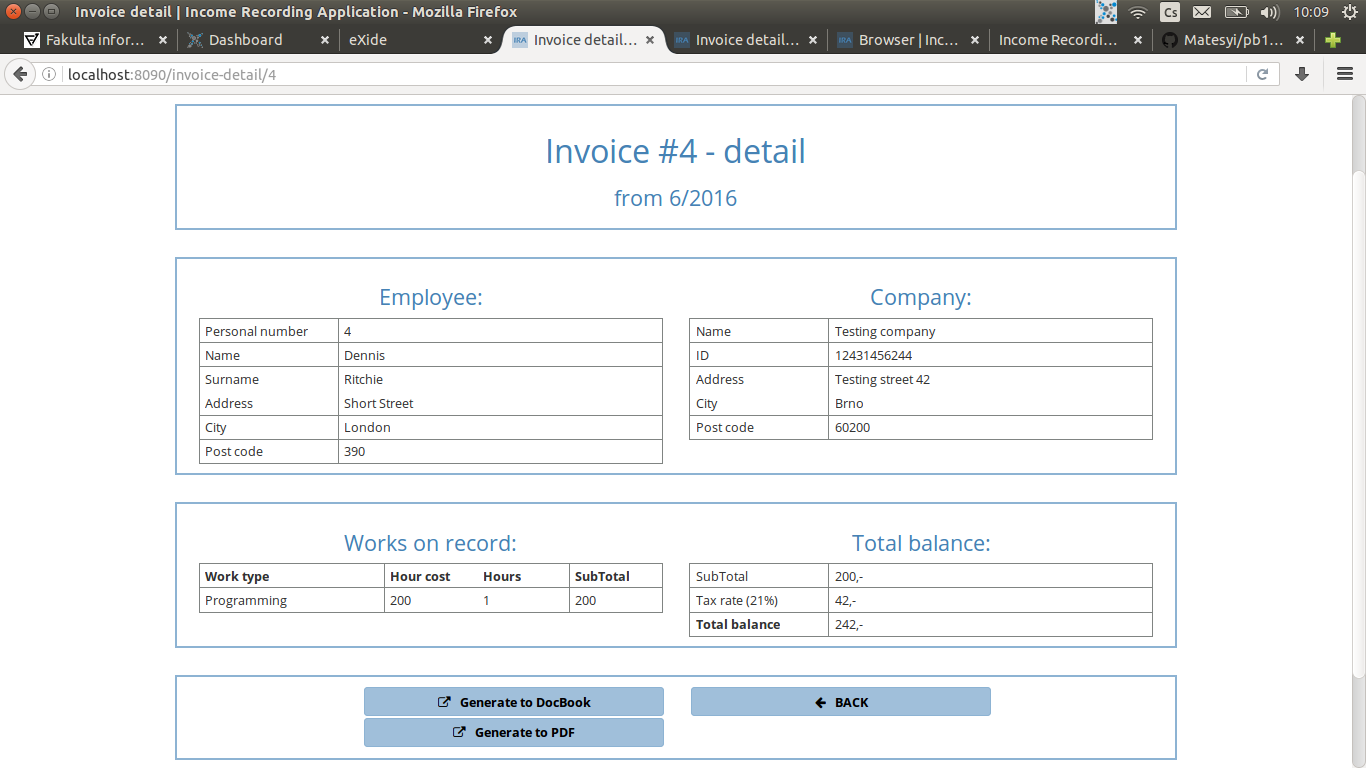 Invoice detail | Income Recording Application - Mozilla Firefox
Cs
10:09
Fakulta infor...
Dashboard
eXide
IRA Invoice detail...
IRA Invoice detail...
IRA Browser | Inc...
Income Recordi...
Matesyi/pb1...
localhost:8090/invoice-detail/4
Invoice #4 - detail
from 6/2016
Employee:
Personal number 4
Name Dennis
Surname Ritchie
Address Short Street
City London
Post code 390
Company:
Name Testing company
ID 12431456244
Address Testing street 42
City Brno
Post code 60200
Works on record:
Work type Hour cost Hours SubTotal
Programming 200 1 200
Total balance:
SubTotal 200,-
Tax rate (21%) 42,-
Total balance 242,-
Generate to DocBook
BACK
Generate to PDF